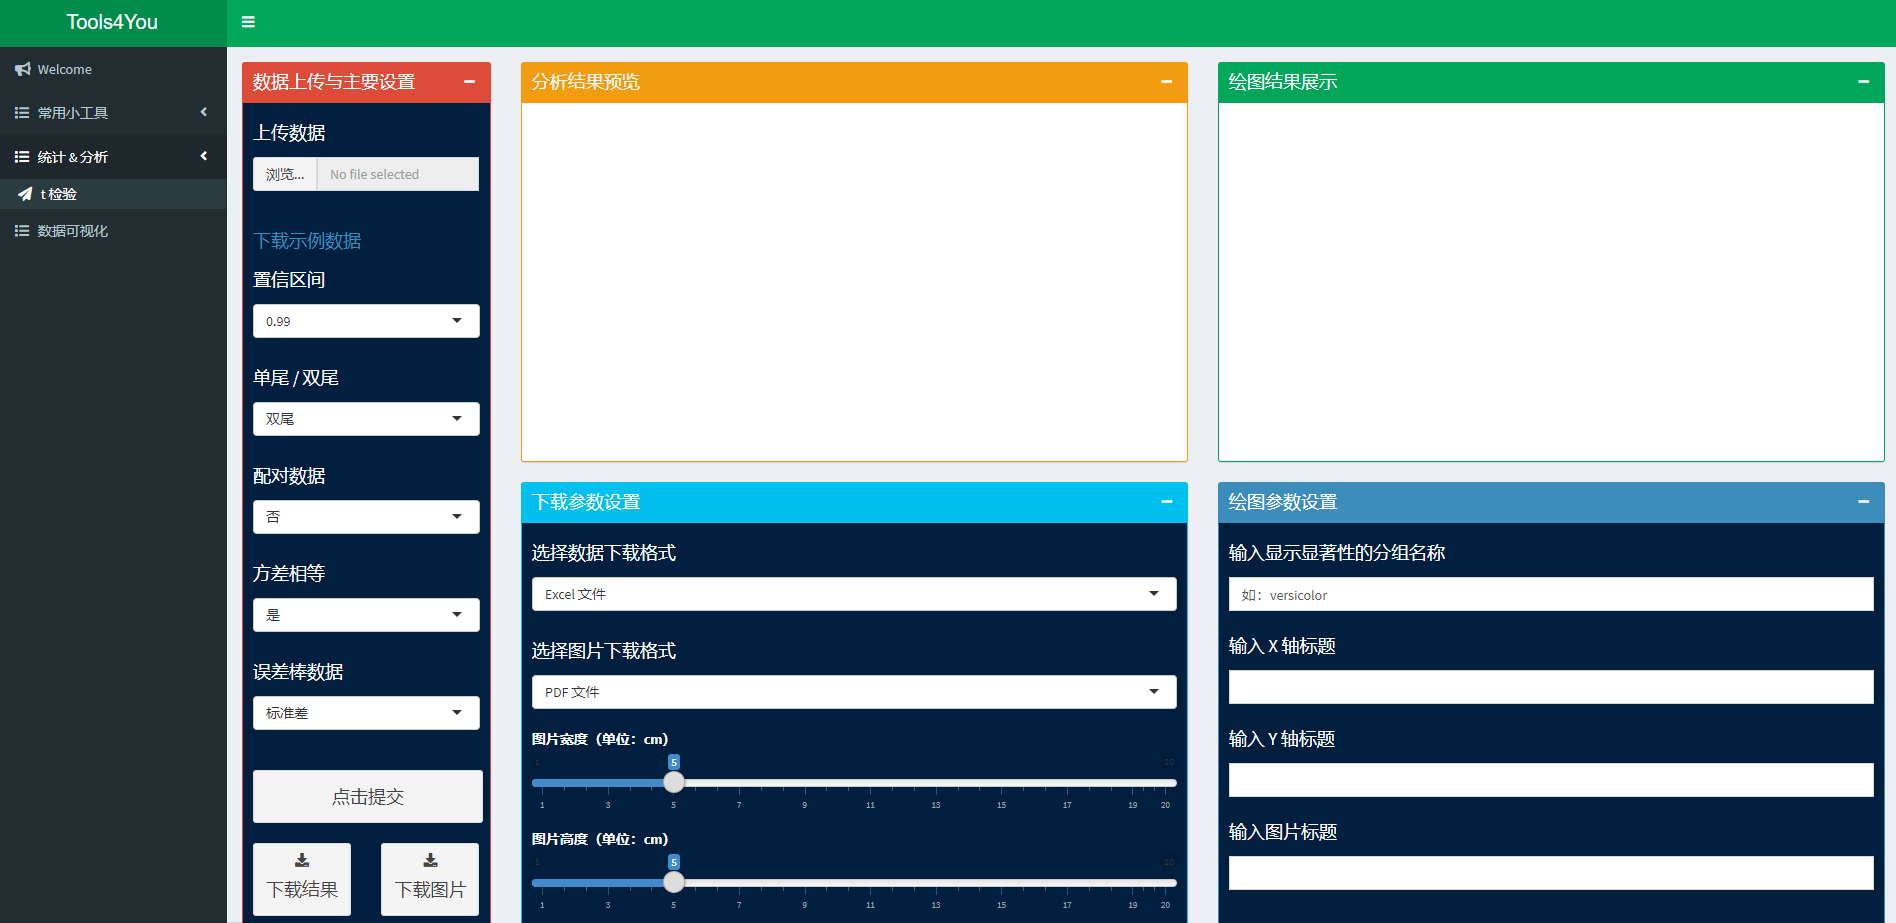 Tools4You
Welcome
常用小工具
统计 & 分析
t 检验
数据可视化
数据上传与主要设置
上传数据
浏览...
No file selected
下载示例数据
置信区间
0.99
单尾 / 双尾
双尾
配对数据
否
方差相等
是
误差棒数据
标准差
点击提交
下载结果
下载图片
分析结果预览
绘图结果展示
下载参数设置
选择数据下载格式
Excel 文件
选择图片下载格式
PDF 文件
图片宽度（单位：cm）
1 5 20
1 3 5 7 9 11 13 15 17 19 20
图片高度（单位：cm）
1 5 20
1 3 5 7 9 11 13 15 17 19 20
绘图参数设置
输入显示显著性的分组名称
如：versicolor
输入 X 轴标题
输入 Y 轴标题
输入图片标题